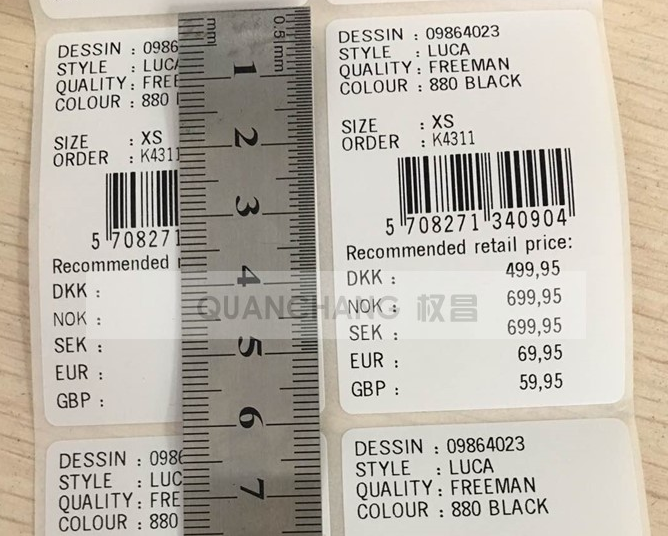 DESSIN : 0986
STYLE : LUCA
QUALITY : FREE
COLOUR : 880
SIZE : XS
ORDER : K4311
5 708271
Recommended
DKK :
NOK :
SEK :
EUR :
GBP :
DESSIN : 098
STYLE : LUC
QUALITY : FRE
COLOUR : 880
mm
0.5mm
1
2
3
4
5
6
7
DESSIN : 09864023
STYLE : LUCA
QUALITY : FREEMAN
COLOUR : 880 BLACK
SIZE : XS
ORDER : K4311
5 708271 340904
Recommended retail price:
DKK : 499,95
NOK : 699,95
SEK : 699,95
EUR : 69,95
GBP : 59,95
DESSIN : 09864023
STYLE : LUCA
QUALITY : FREEMAN
COLOUR : 880 BLACK
QUANCHANG 权昌